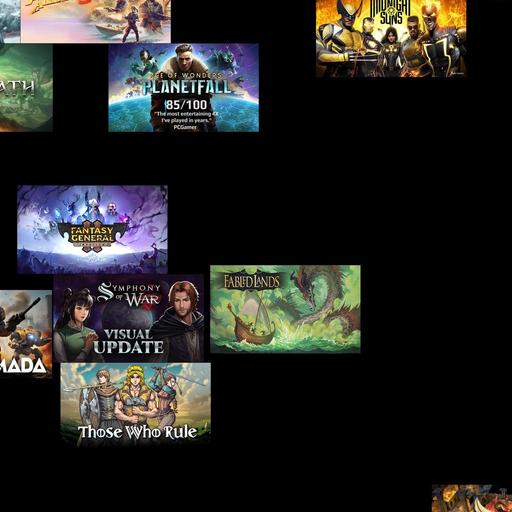 MIDNIGHT
SUNS
ATH
AGE OF WONDERS
PLANETFALL
85/100
"The most entertaining 4X
I've played in years."
PCGamer
FANTASY
GENERAL
SYMPHONY
OF WAR
VISUAL
UPDATE
FABLED LANDS
MADA
THOSE WHO RULE